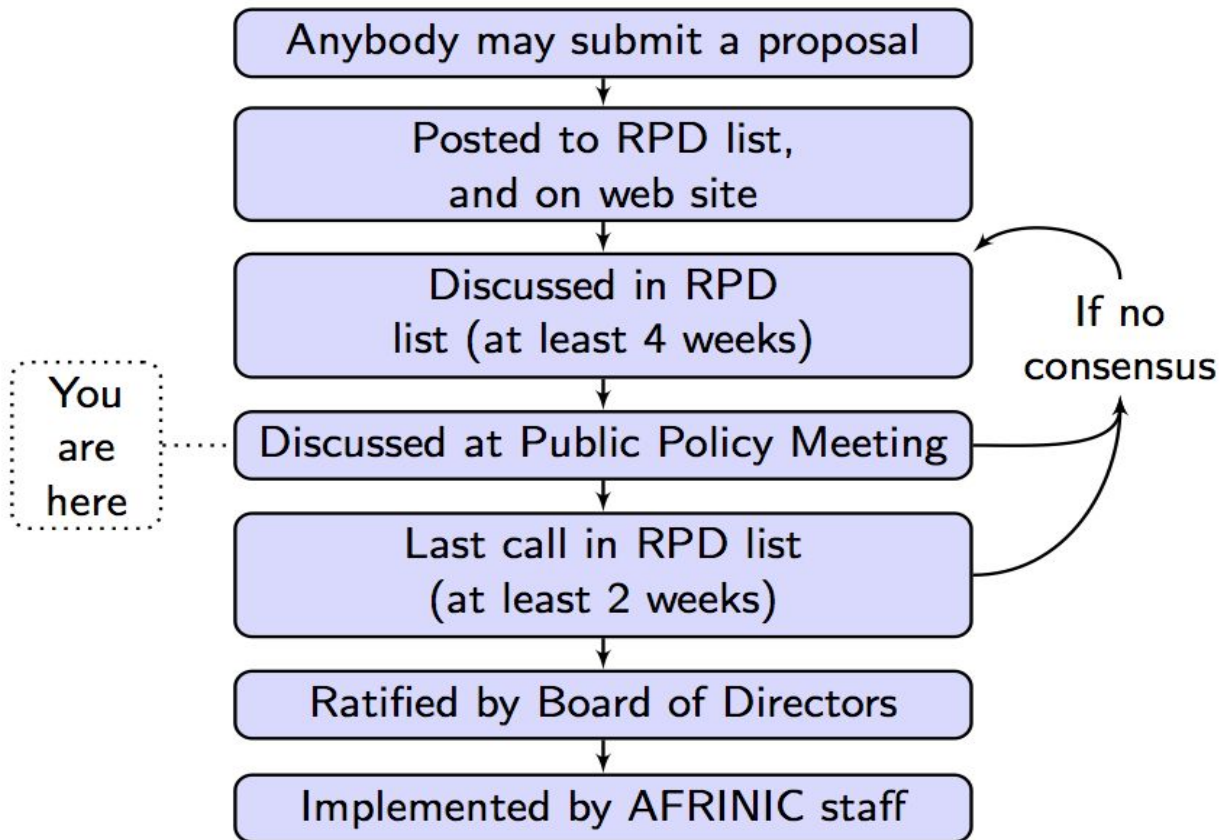 Anybody may submit a proposal
Posted to RPD list,
and on web site
Discussed in RPD
list (at least 4 weeks)
If no
consensus
You
are
here
Discussed at Public Policy Meeting
Last call in RPD list
(at least 2 weeks)
Ratified by Board of Directors
Implemented by AFRINIC staff